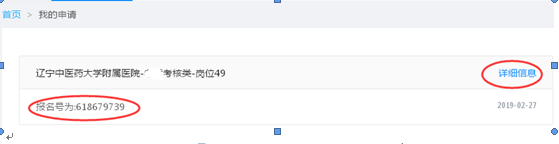 首页 > 我的申请
辽宁中医药大学附属医院-考核类-岗位49 详细信息
报名号为:618679739 2019-02-27